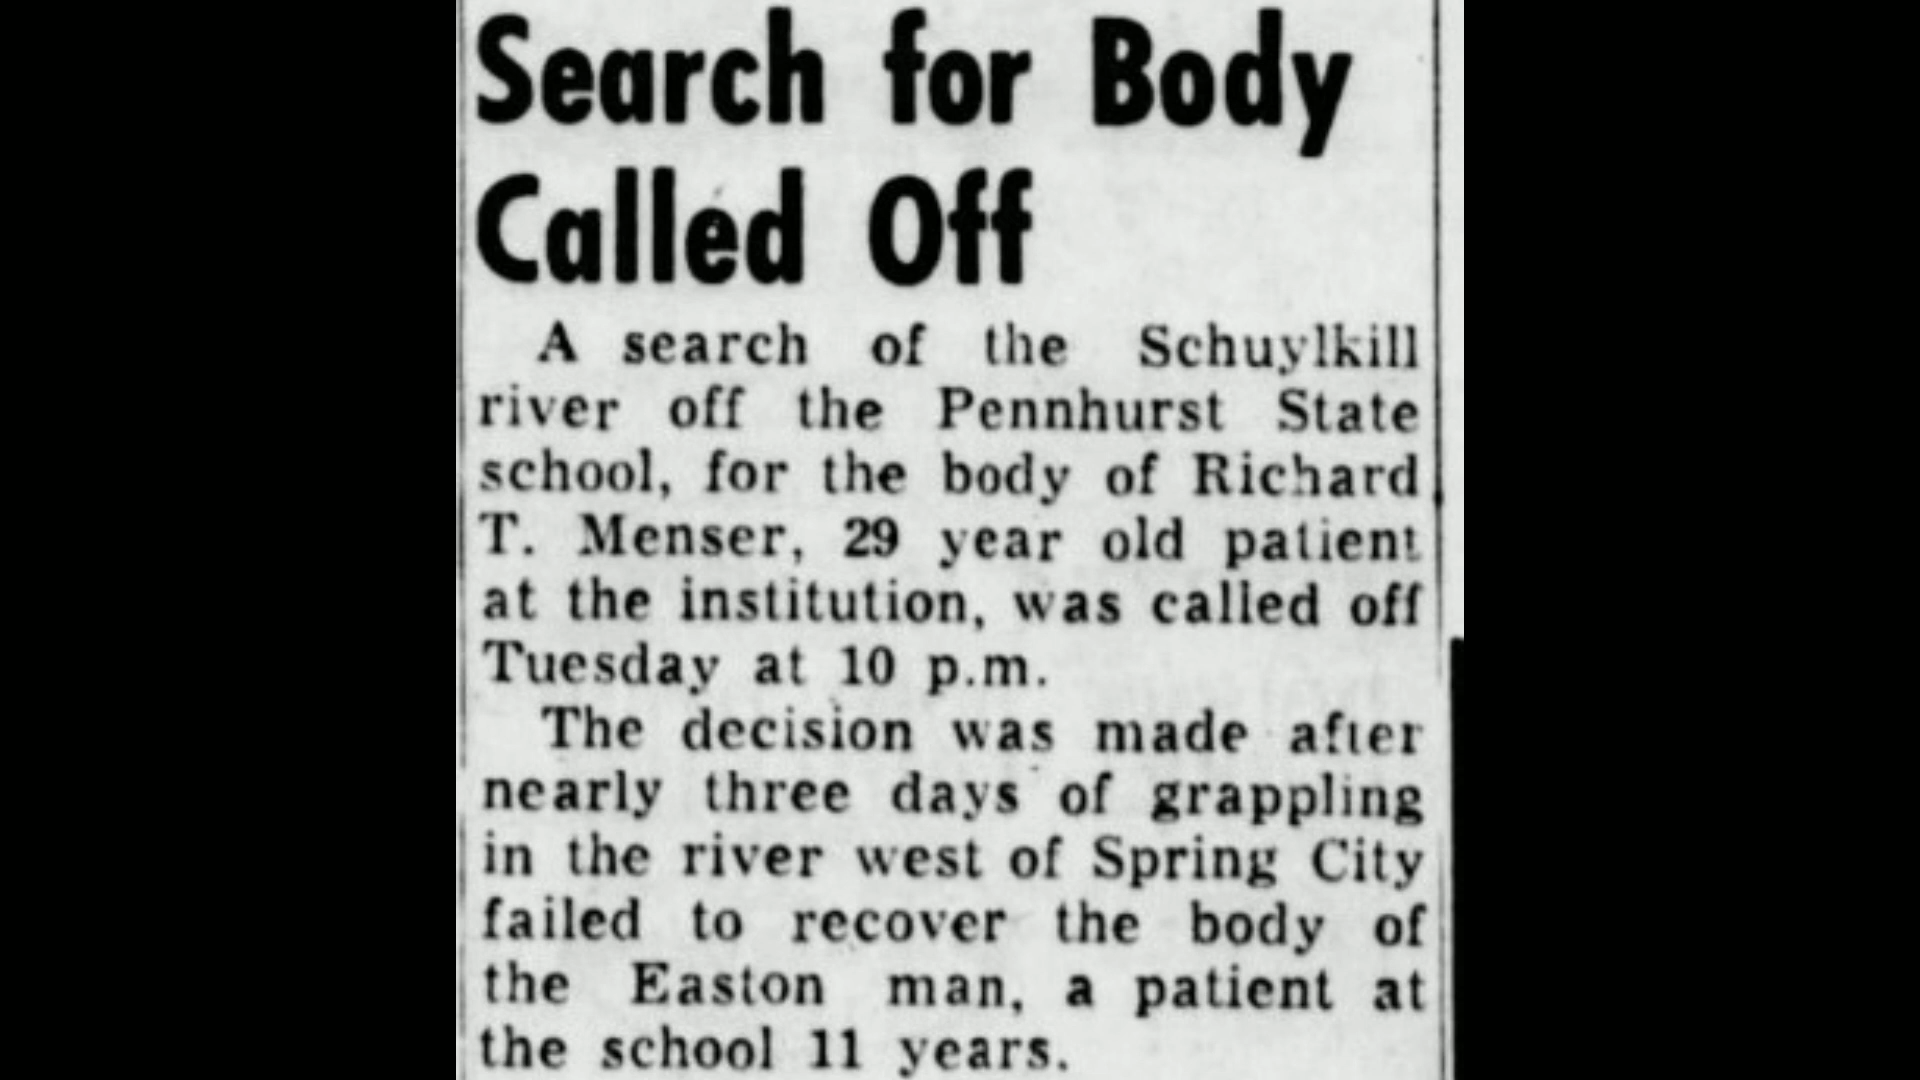 Search for Body
Called Off
A search of the Schuylkill
river off the Pennhurst State
school, for the body of Richard
T. Menser, 29 year old patient
at the institution, was called off
Tuesday at 10 p.m.
The decision was made after
nearly three days of grappling
in the river west of Spring City
failed to recover the body of
the Easton man, a patient at
the school 11 years.